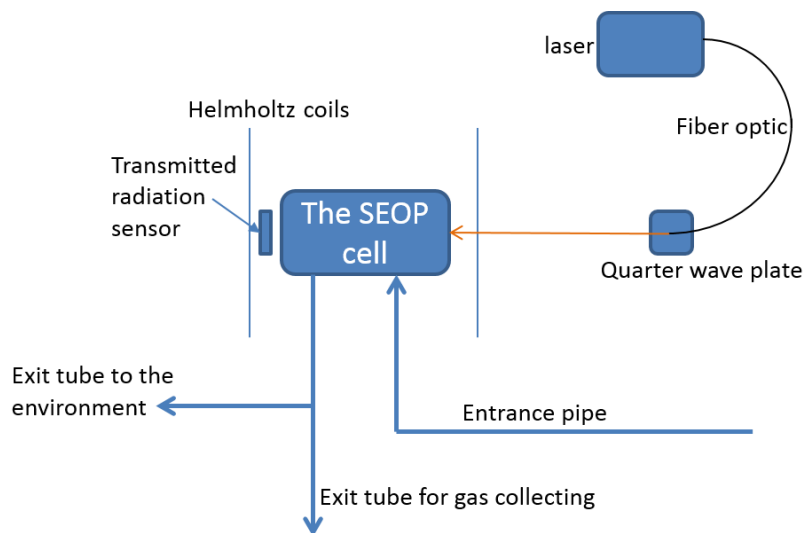 laser
Helmholtz coils
Fiber optic
Transmitted
radiation
sensor
The SEOP
cell
Quarter wave plate
Exit tube to the
environment
Entrance pipe
Exit tube for gas collecting